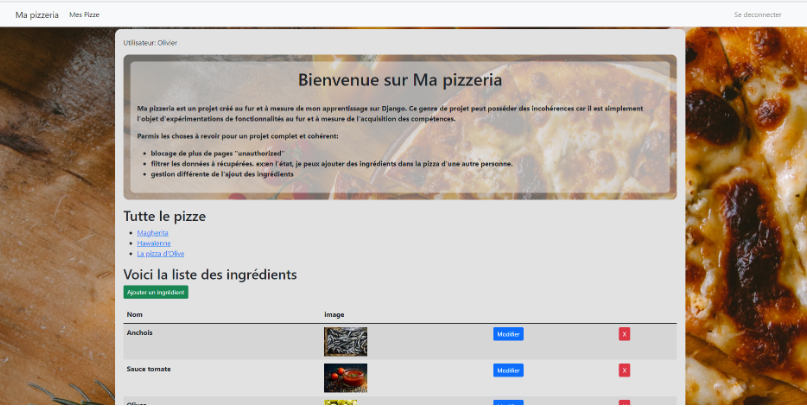 Ma pizzeria Mes Pizze Se deconnecter
Utilisateur: Olivier
Bienvenue sur Ma pizzeria
Ma pizzeria est un projet créé au fur et à mesure de mon apprentissage sur Django. Ce genre de projet peut posséder des incohérences car il est simplement
l'objet d'expérimentations de fonctionnalités au fur et à mesure de l'acquisition des compétences.
Parmis les choses à revoir pour un projet complet et cohérent:
blocage de plus de pages "unauthorized"
filtrer les données à récupérées. ex:en l'état, je peux ajouter des ingrédients dans la pizza d'une autre personne.
gestion différente de l'ajout des ingrédients
Tutte le pizze
Magherita
Hawaïenne
La pizza d'Olive
Voici la liste des ingrédients
Ajouter un ingrédient
Nom image
Anchois Modifier X
Sauce tomate Modifier X